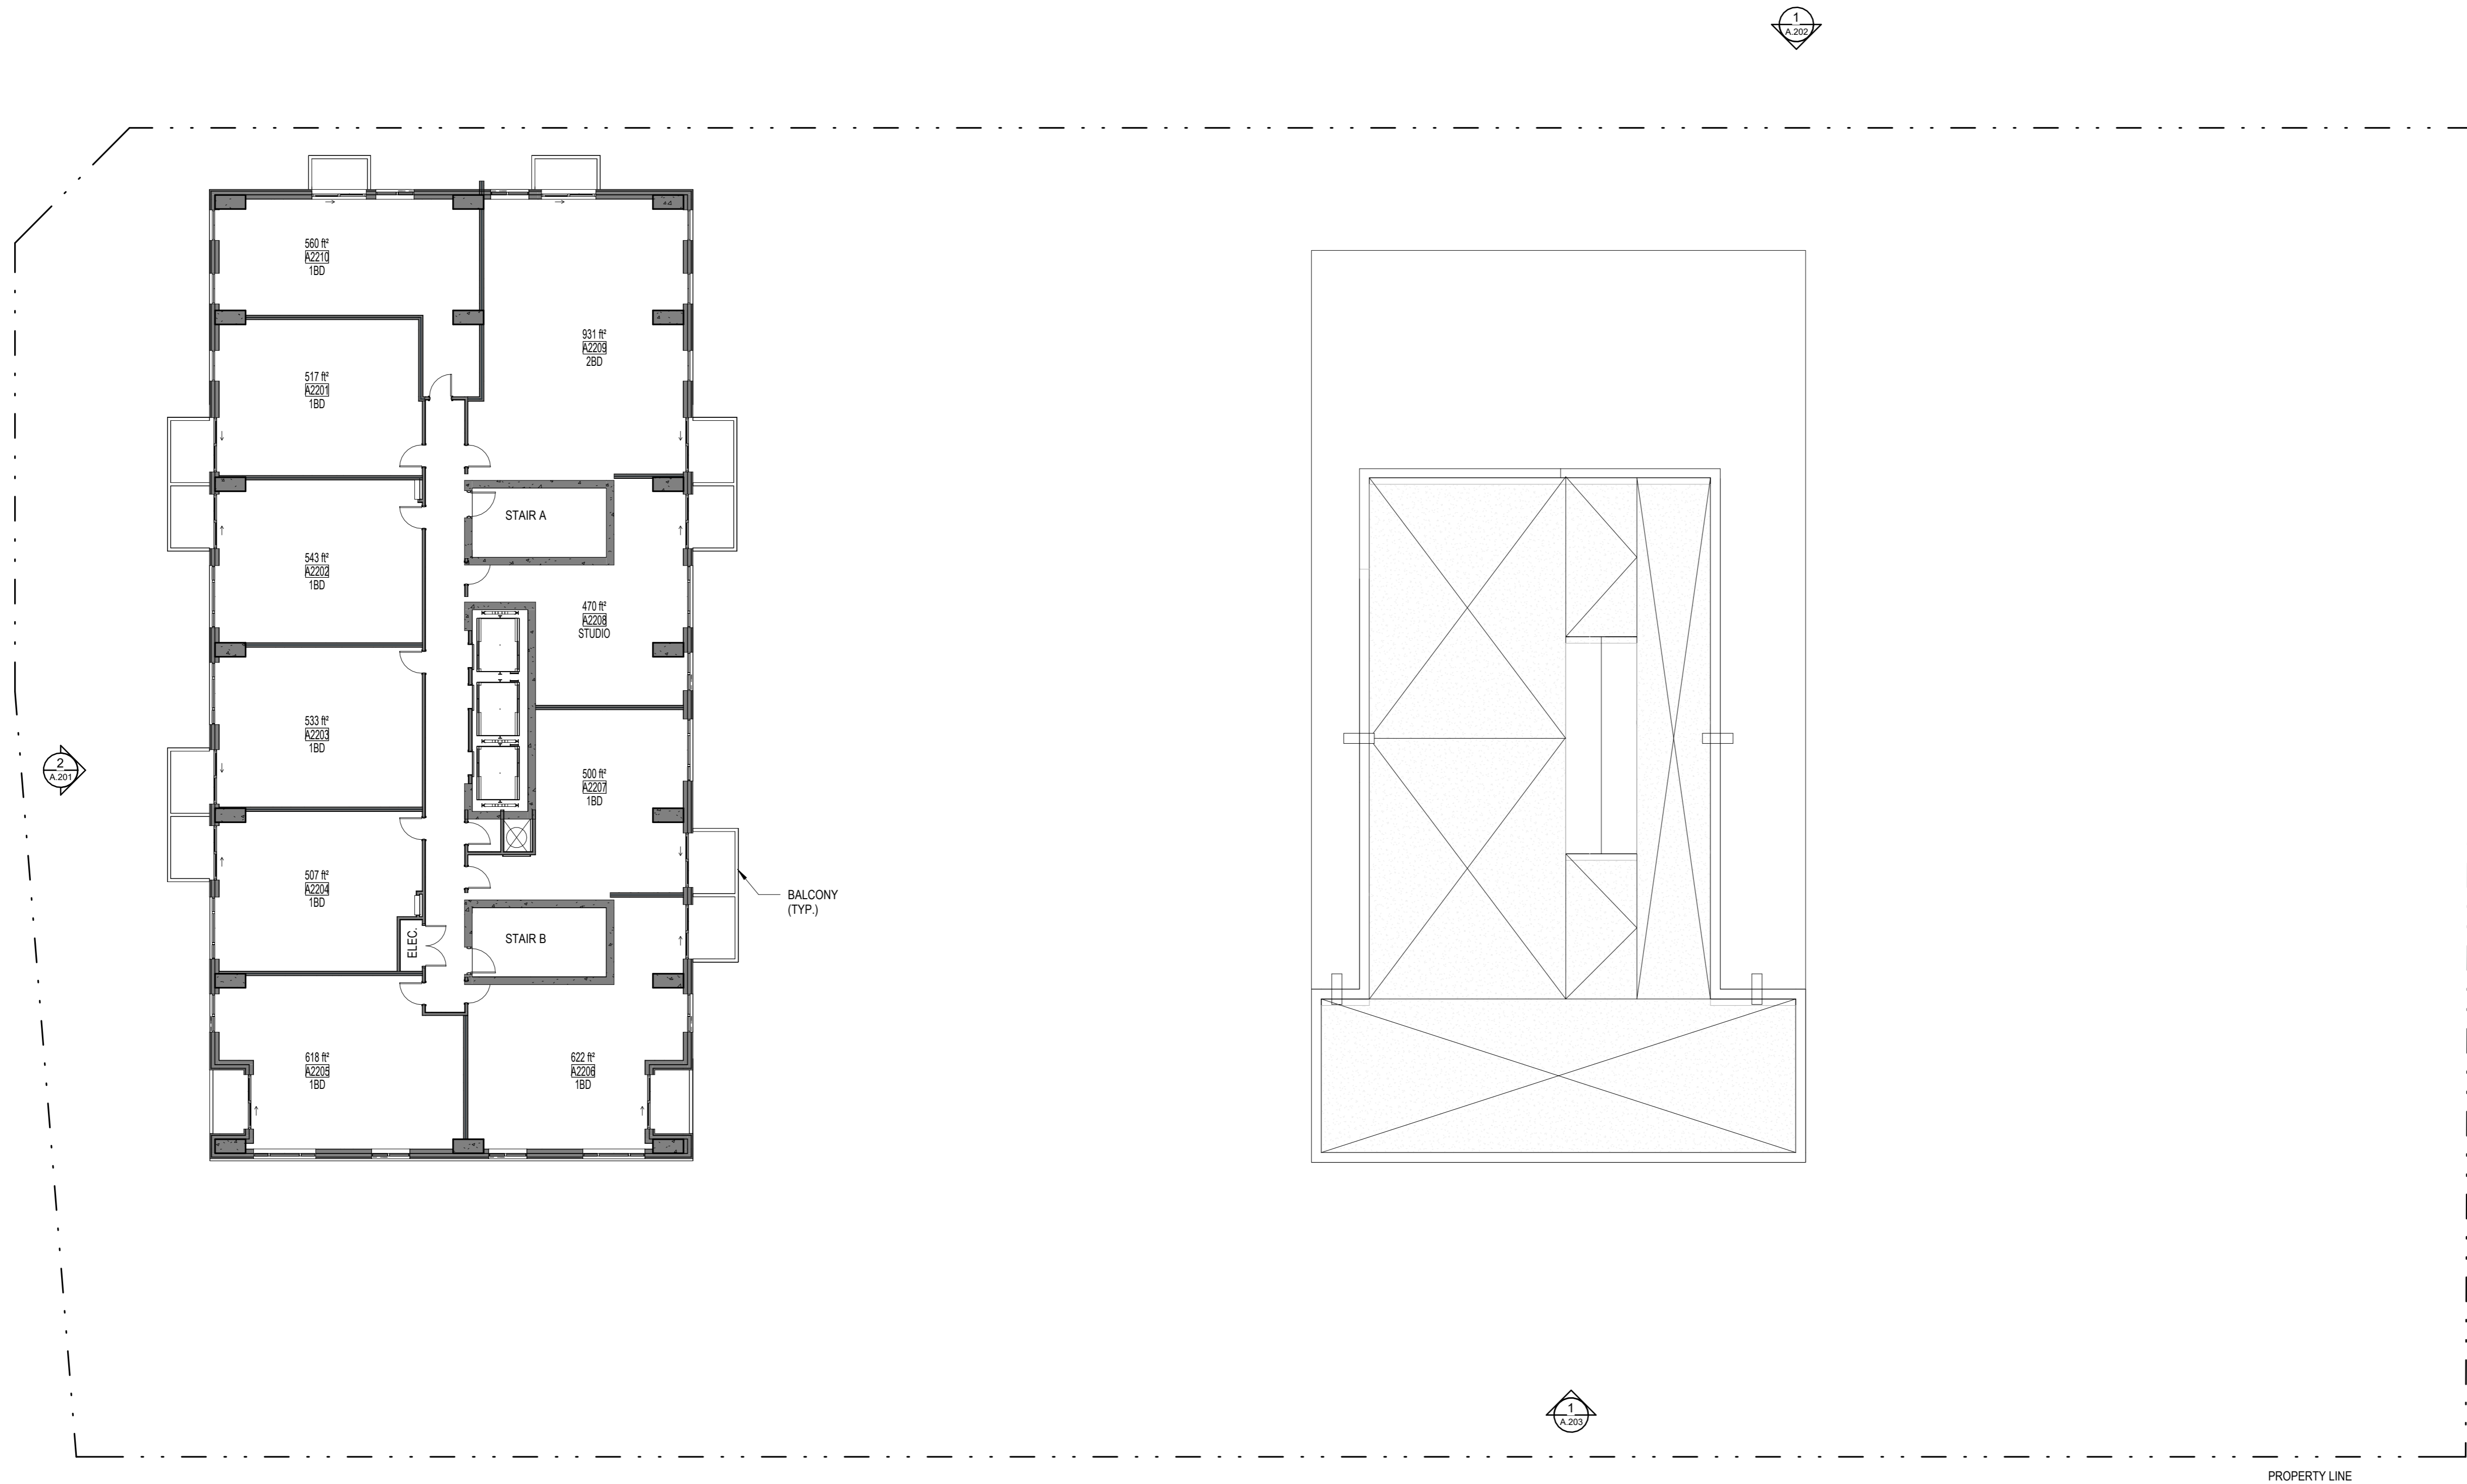 1
A.202
560 ft²
A2210
1BD
931 ft²
A2209
2BD
517 ft²
A2201
1BD
STAIR A
543 ft²
A2202
1BD
470 ft²
A2208
STUDIO
533 ft²
A2203
1BD
2
A.201
500 ft²
A2207
1BD
507 ft²
A2204
1BD
BALCONY
(TYP.)
ELEC.
STAIR B
618 ft²
A2205
1BD
622 ft²
A2206
1BD
1
A.203
PROPERTY LINE